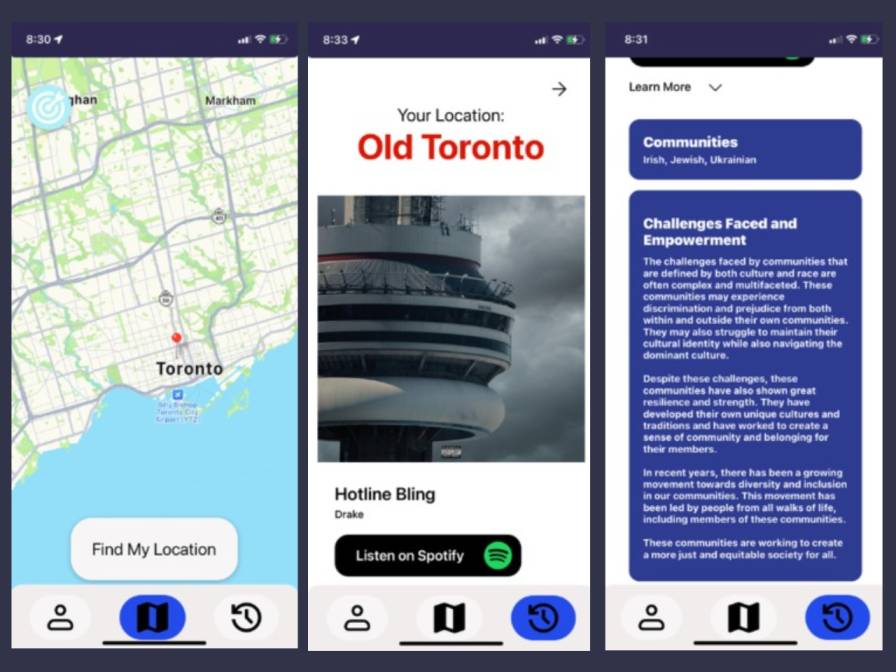 8:30
ghan
Markham
Toronto
Billy Bishop
Toronto City
Airport (YTZ)
Find My Location
8:33
Your Location:
Old Toronto
Hotline Bling
Drake
Listen on Spotify
8:31
Learn More
Communities
Irish, Jewish, Ukrainian
Challenges Faced and
Empowerment
The challenges faced by communities that
are defined by both culture and race are
often complex and multifaceted. These
communities may experience
discrimination and prejudice from both
within and outside their own communities.
They may also struggle to maintain their
cultural identity while also navigating the
dominant culture.
Despite these challenges, these
communities have also shown great
resilience and strength. They have
developed their own unique cultures and
traditions and have worked to create a
sense of community and belonging for
their members.
In recent years, there has been a growing
movement towards diversity and inclusion
in our communities. This movement has
been led by people from all walks of life,
including members of these communities.
These communities are working to create
a more just and equitable society for all.